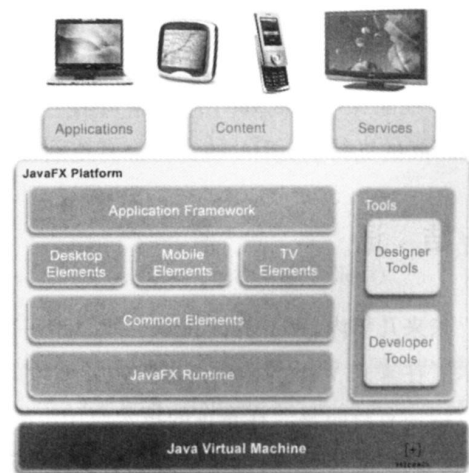 Applications
Content
Services
JavaFX Platform
Application Framework
Desktop
Elements
Mobile
Elements
TV
Elements
Common Elements
JavaFX Runtime
Tools
Designer
Tools
Developer
Tools
Java Virtual Machine
[+]